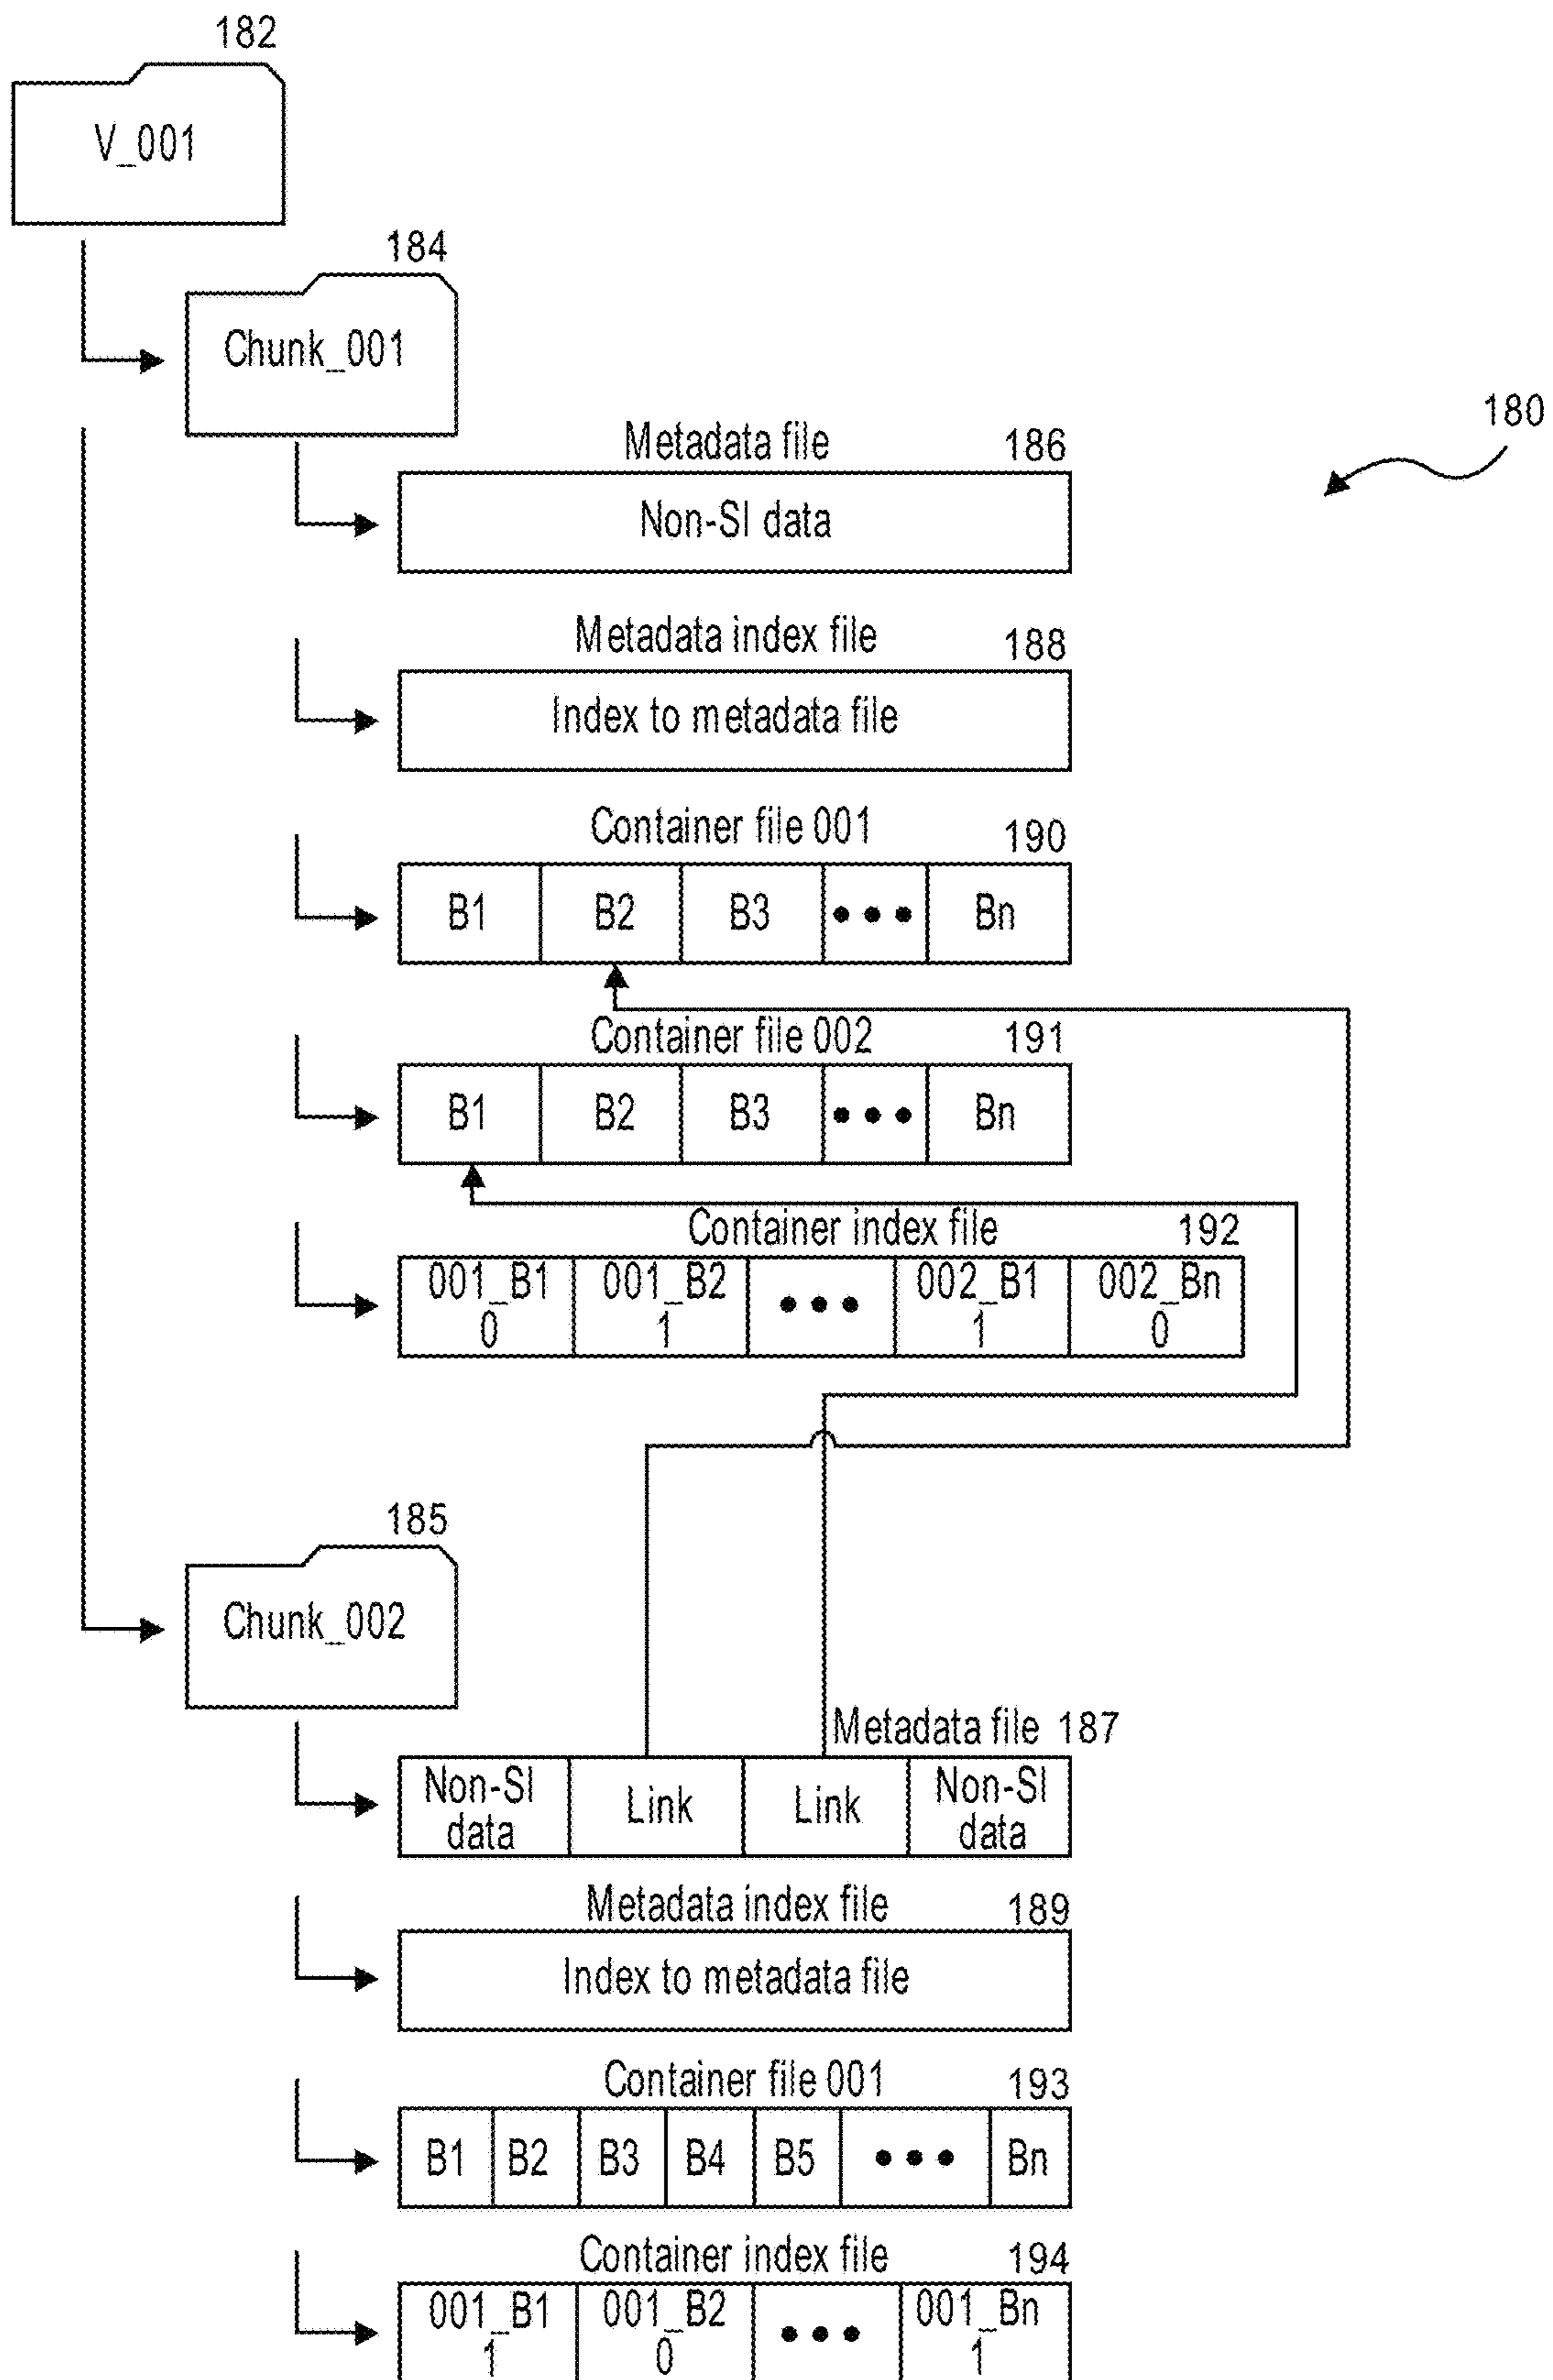 182
V_001
184
Chunk_001
180
Metadata file 186
Non-SI data
Metadata index file 188
Index to metadata file
Container file 001 190
B1 B2 B3 ••• Bn
Container file 002 191
B1 B2 B3 ••• Bn
Container index file 192
001_B1 001_B2 ••• 002_B1 002_Bn
0 1 1 0
185
Chunk_002
Metadata file 187
Non-SI Link Link Non-SI
data data
Metadata index file 189
Index to metadata file
Container file 001 193
B1 B2 B3 B4 B5 ••• Bn
Container index file 194
001_B1 001_B2 ••• 001_Bn
1 0 1